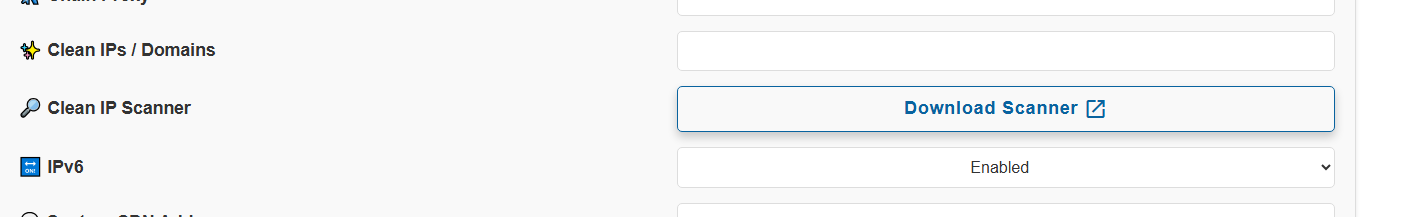 Clean IPs / Domains
Clean IP Scanner
Download Scanner
IPv6
Enabled